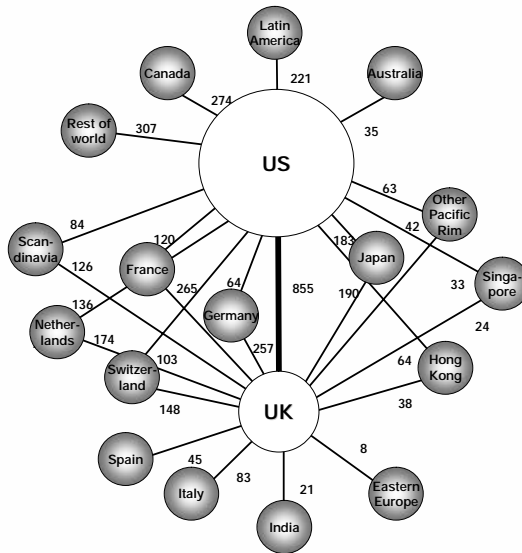 Latin
America
Canada
Australia
274
221
35
Rest of
world
307
US
63
Other
Pacific
Rim
84
120
183
42
Scan-
dinavia
126
France
265
64
855
Japan
190
33
Singa-
pore
136
Germany
24
Nether-
lands
174
103
257
64
Hong
Kong
Switzer-
land
148
UK
38
Spain
45
83
8
Italy
21
Eastern
Europe
India